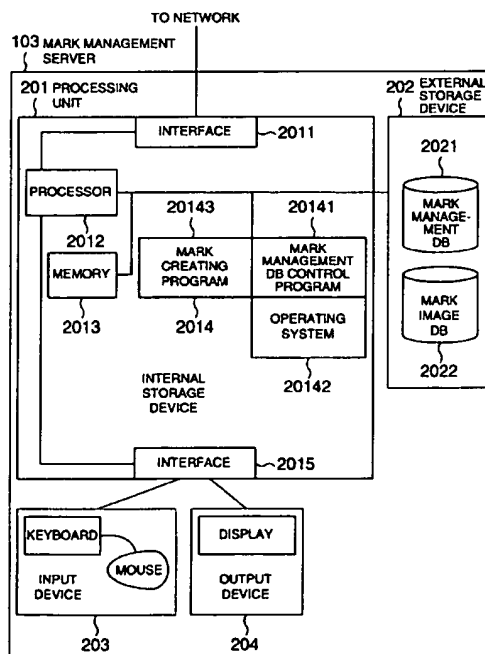 TO NETWORK
103 MARK MANAGEMENT
SERVER
201 PROCESSING
UNIT
202 EXTERNAL
STORAGE
DEVICE
INTERFACE
2011
2021
PROCESSOR
2012
20143
20141
MARK
MANAGE-
MENT
DB
MEMORY
2013
MARK
CREATING
PROGRAM
2014
MARK
MANAGEMENT
DB CONTROL
PROGRAM
OPERATING
SYSTEM
20142
MARK
IMAGE
DB
2022
INTERNAL
STORAGE
DEVICE
INTERFACE
2015
KEYBOARD
MOUSE
INPUT
DEVICE
203
DISPLAY
OUTPUT
DEVICE
204